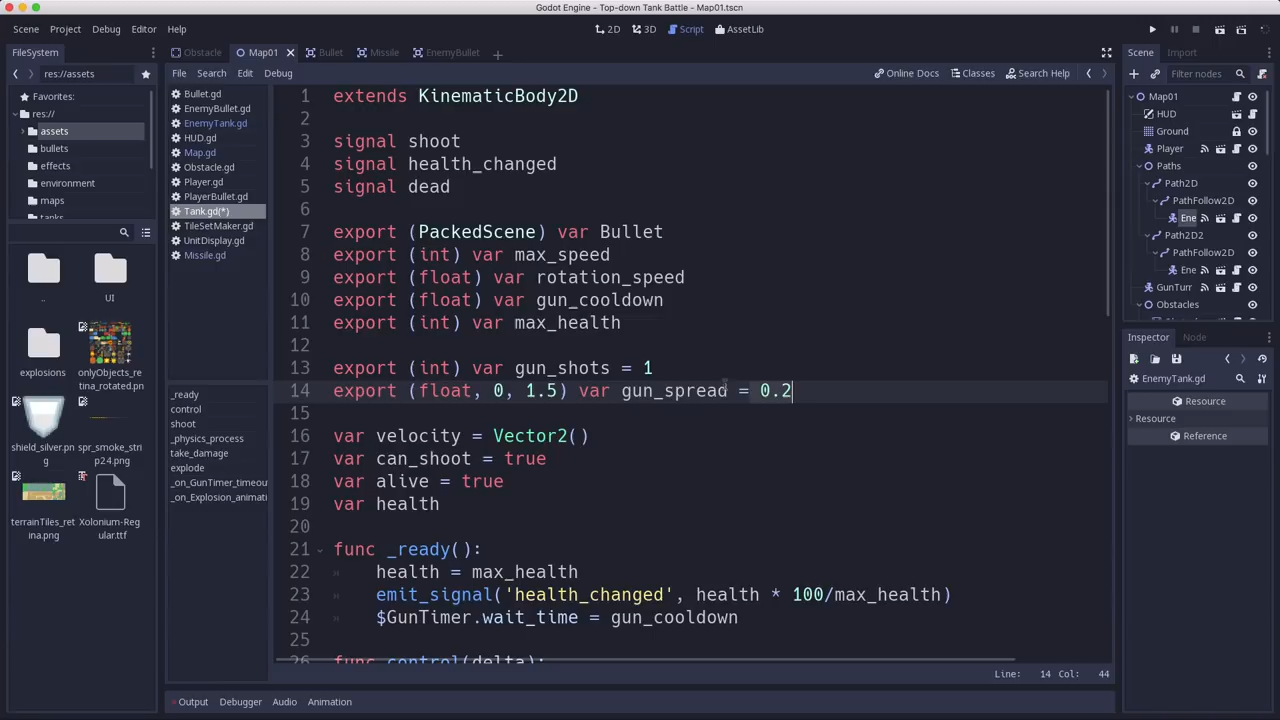 Godot Engine - Top-down Tank Battle - Map01.tscn
Scene Project Debug Editor Help
2D 3D Script AssetLib
FileSystem
Obstacle Map01 Bullet Missile EnemyBullet
Scene Import
res://assets
File Search Edit Debug
Online Docs Classes Search Help
Filter nodes
Favorites:
res://
assets
bullets
effects
environment
maps
tanks
..
UI
explosions
onlyObjects_re
tina_rotated.png
shield_silver.pn
g
spr_smoke_stri
p24.png
terrainTiles_ret
ina.png
Xolonium-Reg
ular.ttf
Bullet.gd
EnemyBullet.gd
EnemyTank.gd
HUD.gd
Map.gd
Obstacle.gd
Player.gd
PlayerBullet.gd
Tank.gd(*)
TileSetMaker.gd
UnitDisplay.gd
Missile.gd
_ready
control
shoot
_physics_process
take_damage
explode
_on_GunTimer_timeou
_on_Explosion_animati
1 extends KinematicBody2D
2
3 signal shoot
4 signal health_changed
5 signal dead
6
7 export (PackedScene) var Bullet
8 export (int) var max_speed
9 export (float) var rotation_speed
10 export (float) var gun_cooldown
11 export (int) var max_health
12
13 export (int) var gun_shots = 1
14 export (float, 0, 1.5) var gun_spread = 0.2
15
16 var velocity = Vector2()
17 var can_shoot = true
18 var alive = true
19 var health
20
21 func _ready():
22 health = max_health
23 emit_signal('health_changed', health * 100/max_health)
24 $GunTimer.wait_time = gun_cooldown
25
26 func control(delta):
Line: 14 Col: 44
Output Debugger Audio Animation
Map01
HUD
Ground
Player
Paths
Path2D
PathFollow2D
Ene
Path2D2
PathFollow2D
Ene
GunTurr
Obstacles
Inspector Node
EnemyTank.gd
Resource
Resource
Reference